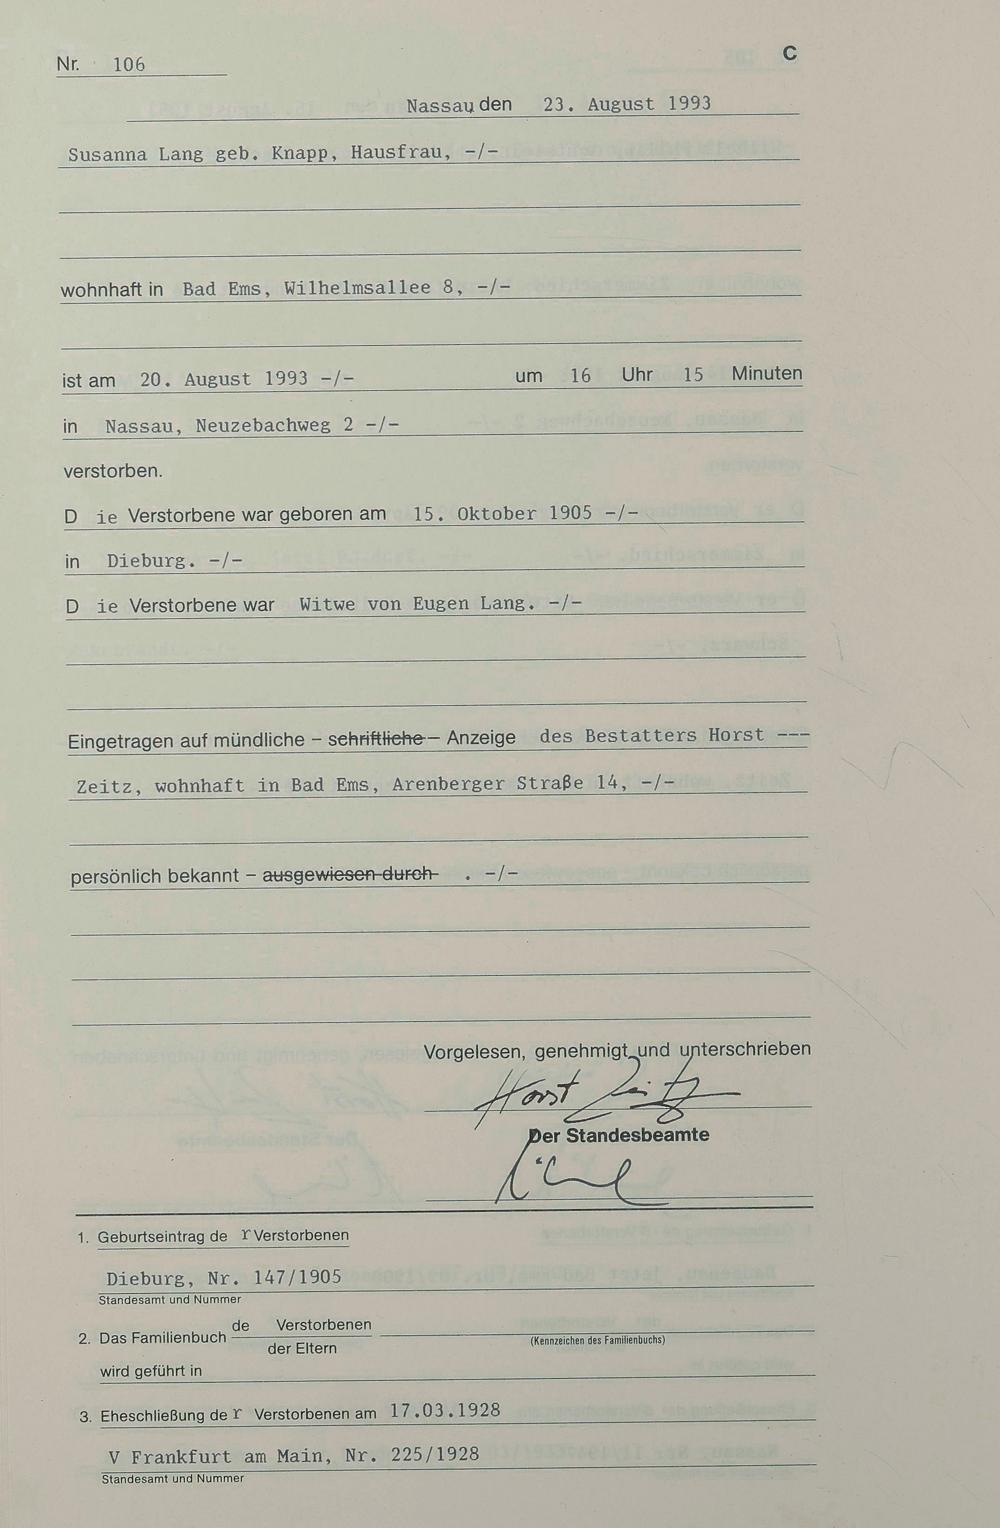 Nr. 106
C
Nassau, den 23. August 1993
Susanna Lang geb. Knapp, Hausfrau, -/-
wohnhaft in Bad Ems, Wilhelmsallee 8, -/-
ist am 20. August 1993 -/- um 16 Uhr 15 Minuten
in Nassau, Neuzebachweg 2 -/-
verstorben.
D ie Verstorbene war geboren am 15. Oktober 1905 -/-
in Dieburg. -/-
D ie Verstorbene war Witwe von Eugen Lang. -/-
Eingetragen auf mündliche – schriftliche – Anzeige des Bestatters Horst ---
Zeitz, wohnhaft in Bad Ems, Arenberger Straße 14, -/-
persönlich bekannt – ausgewiesen durch . -/-
Vorgelesen, genehmigt und unterschrieben
Horst Zeitz
Der Standesbeamte
1. Geburtseintrag de r Verstorbenen
Dieburg, Nr. 147/1905
Standesamt und Nummer
2. Das Familienbuch de Verstorbenen
der Eltern
(Kennzeichen des Familienbuchs)
wird geführt in
3. Eheschließung de r Verstorbenen am 17.03.1928
V Frankfurt am Main, Nr. 225/1928
Standesamt und Nummer